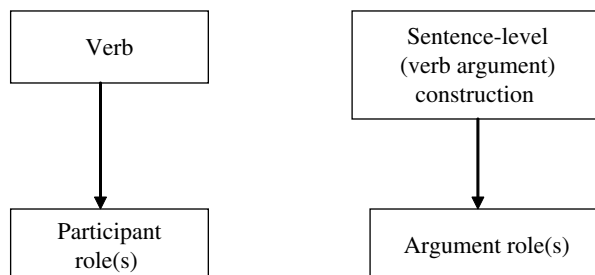 Verb
Sentence-level
(verb argument)
construction
Participant
role(s)
Argument role(s)